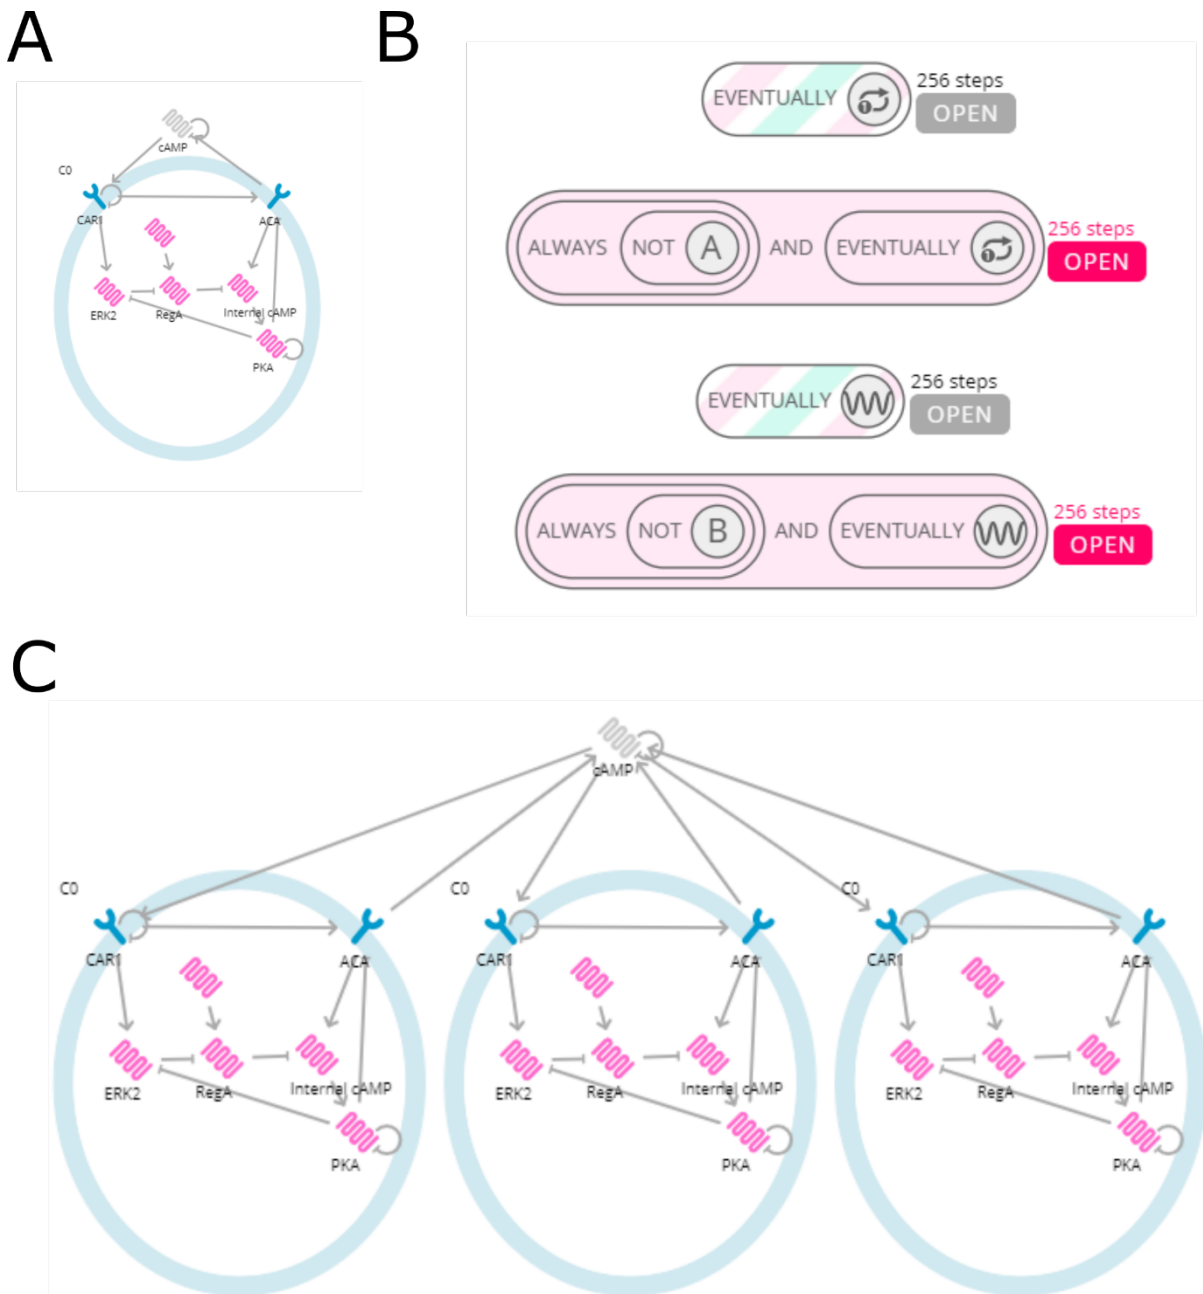 A
B
cAMP
C0
CAR1
ACA
ERK2
RegA
Internal cAMP
PKA
EVENTUALLY
256 steps
OPEN
ALWAYS NOT A AND EVENTUALLY
256 steps
OPEN
EVENTUALLY
256 steps
OPEN
ALWAYS NOT B AND EVENTUALLY
256 steps
OPEN
C
cAMP
C0 C0 C0
CAR1 ACA CAR1 ACA CAR1 ACA
ERK2 RegA Internal cAMP ERK2 RegA Internal cAMP ERK2 RegA Internal cAMP
PKA PKA PKA